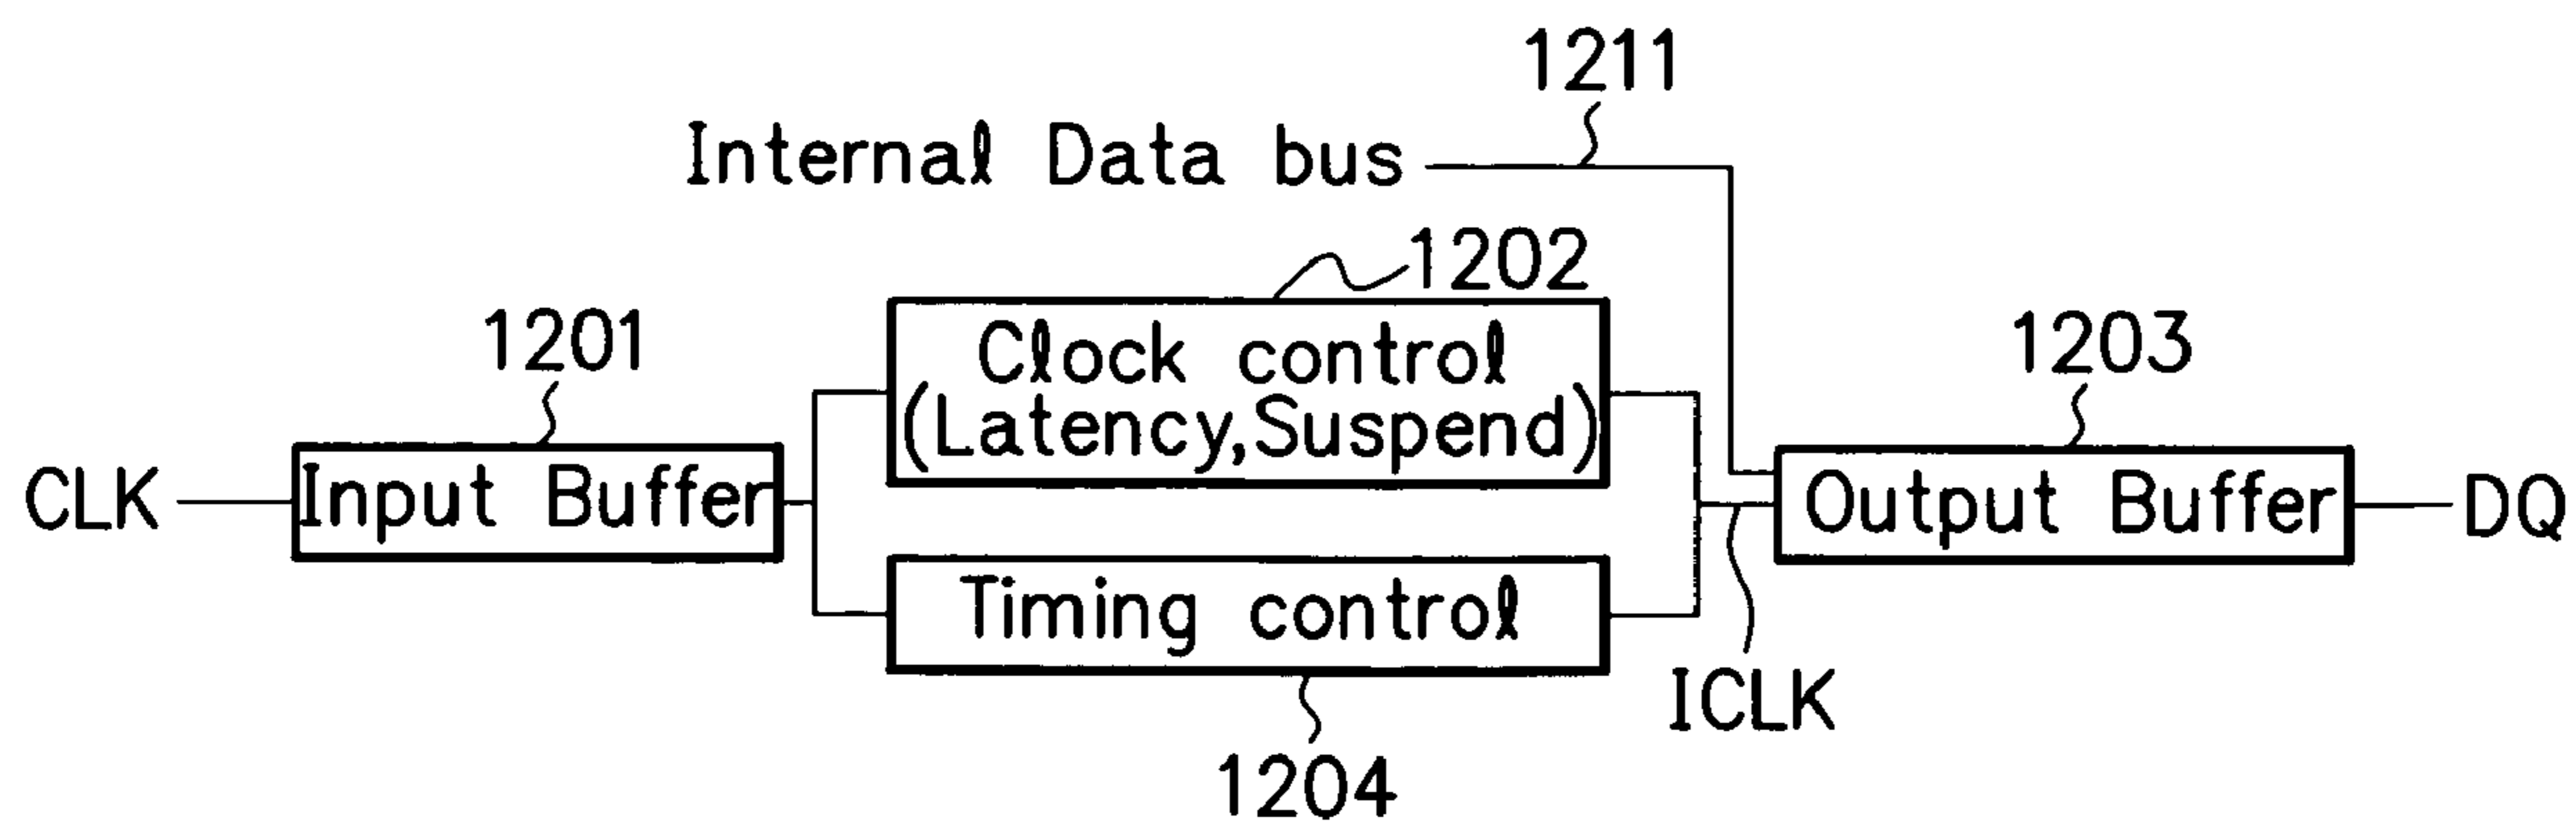 1211
Internal Data bus
1202
1201
Clock control
(Latency,Suspend)
1203
CLK
Input Buffer
Output Buffer
DQ
Timing control
ICLK
1204